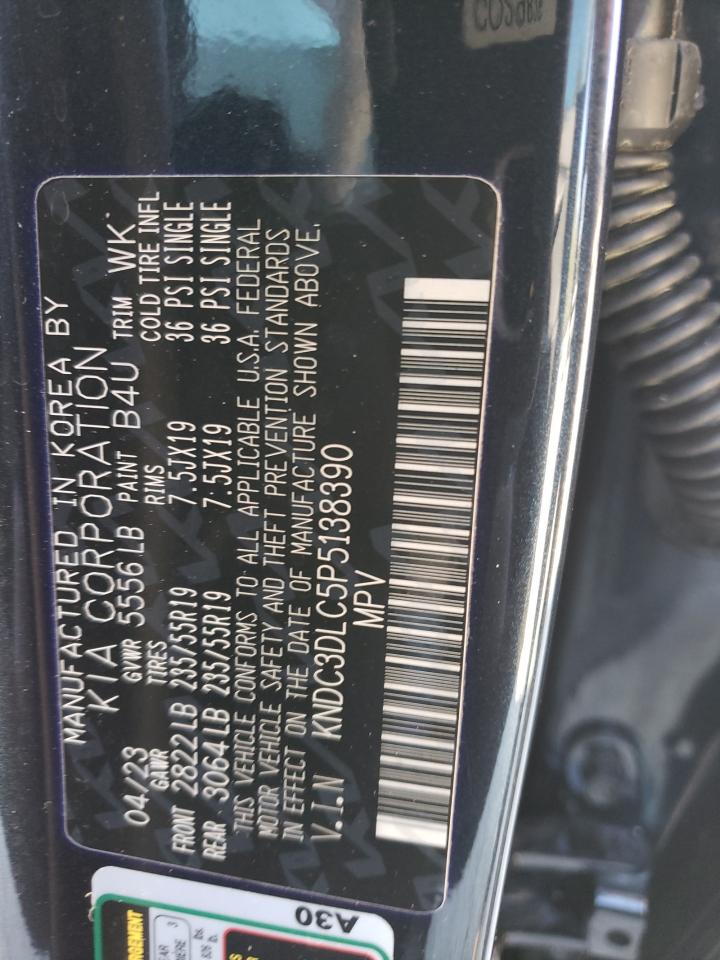 MANUFACTURED IN KOREA BY
KIA CORPORATION
04/23 GVWR 5556LB PAINT B4U TRIM WK
GAWR TIRES RIMS COLD TIRE INFL
FRONT 2822LB 235/55R19 7.5JX19 36 PSI SINGLE
REAR 3064LB 235/55R19 7.5JX19 36 PSI SINGLE
THIS VEHICLE CONFORMS TO ALL APPLICABLE U.S.A. FEDERAL
MOTOR VEHICLE SAFETY AND THEFT PREVENTION STANDARDS
IN EFFECT ON THE DATE OF MANUFACTURE SHOWN ABOVE.
V.I.N KNDC3DLC5P5138390
MPV
A30